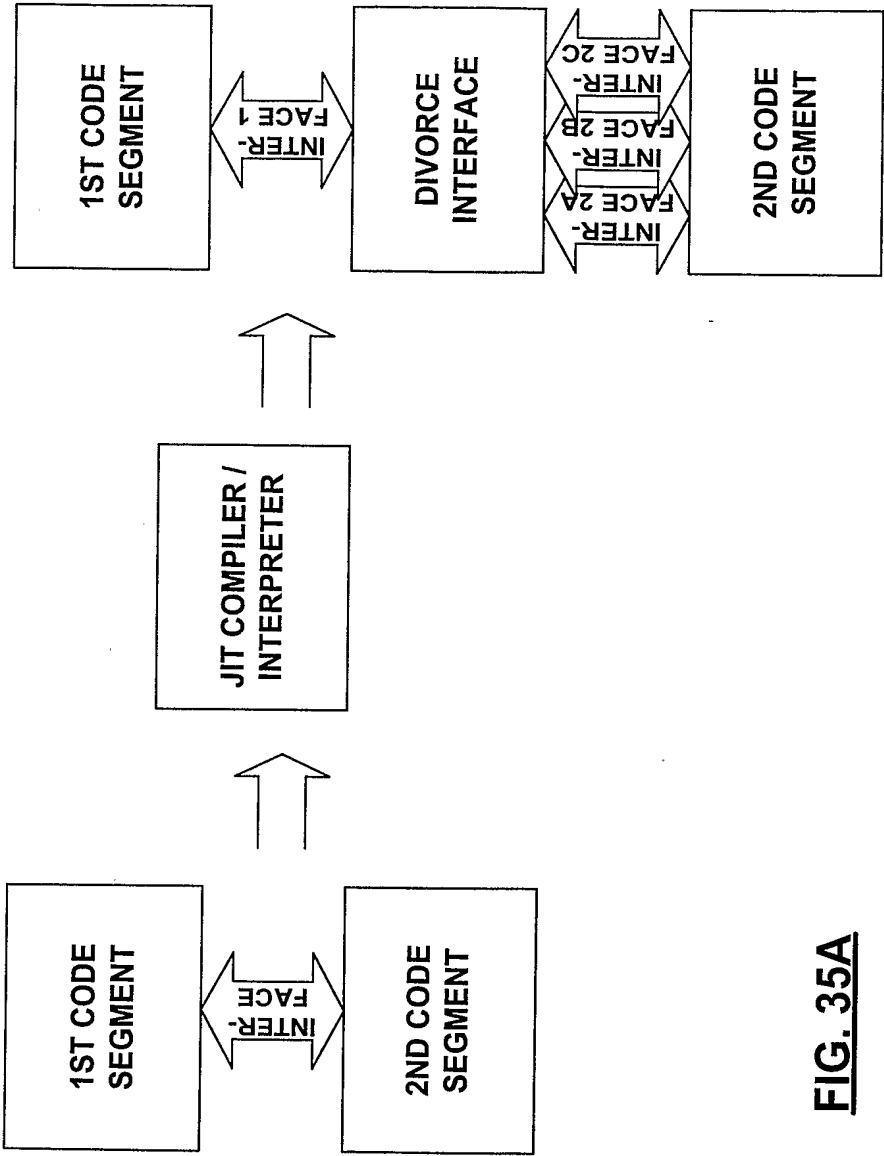 1ST CODE
SEGMENT
INTER-
FACE
2ND CODE
SEGMENT
JIT COMPILER /
INTERPRETER
1ST CODE
SEGMENT
INTER-
FACE 1
DIVORCE
INTERFACE
INTER-
FACE 2A
INTER-
FACE 2B
INTER-
FACE 2C
2ND CODE
SEGMENT
FIG. 35A